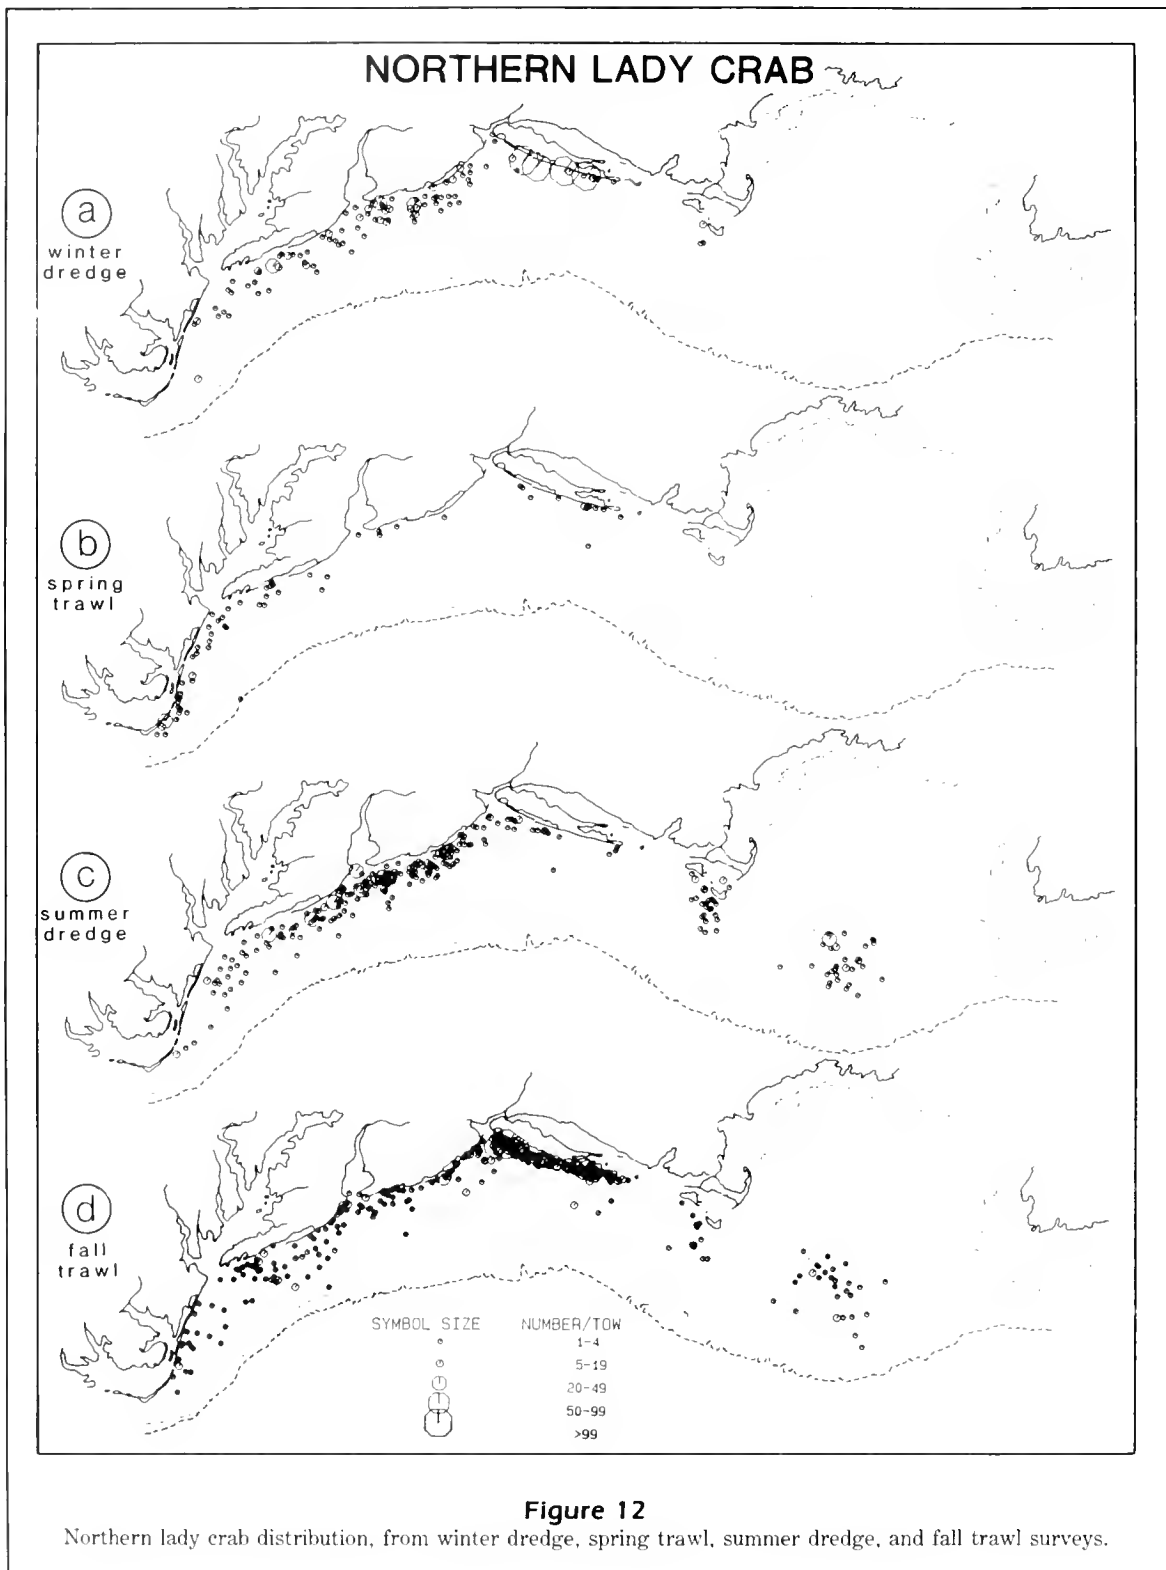 NORTHERN LADY CRAB
a
winter
dredge
b
spring
trawl
c
summer
dredge
d
fall
trawl
SYMBOL SIZE NUMBER/TOW
1-4
5-19
20-49
50-99
>99
Figure 12
Northern lady crab distribution, from winter dredge, spring trawl, summer dredge, and fall trawl surveys.